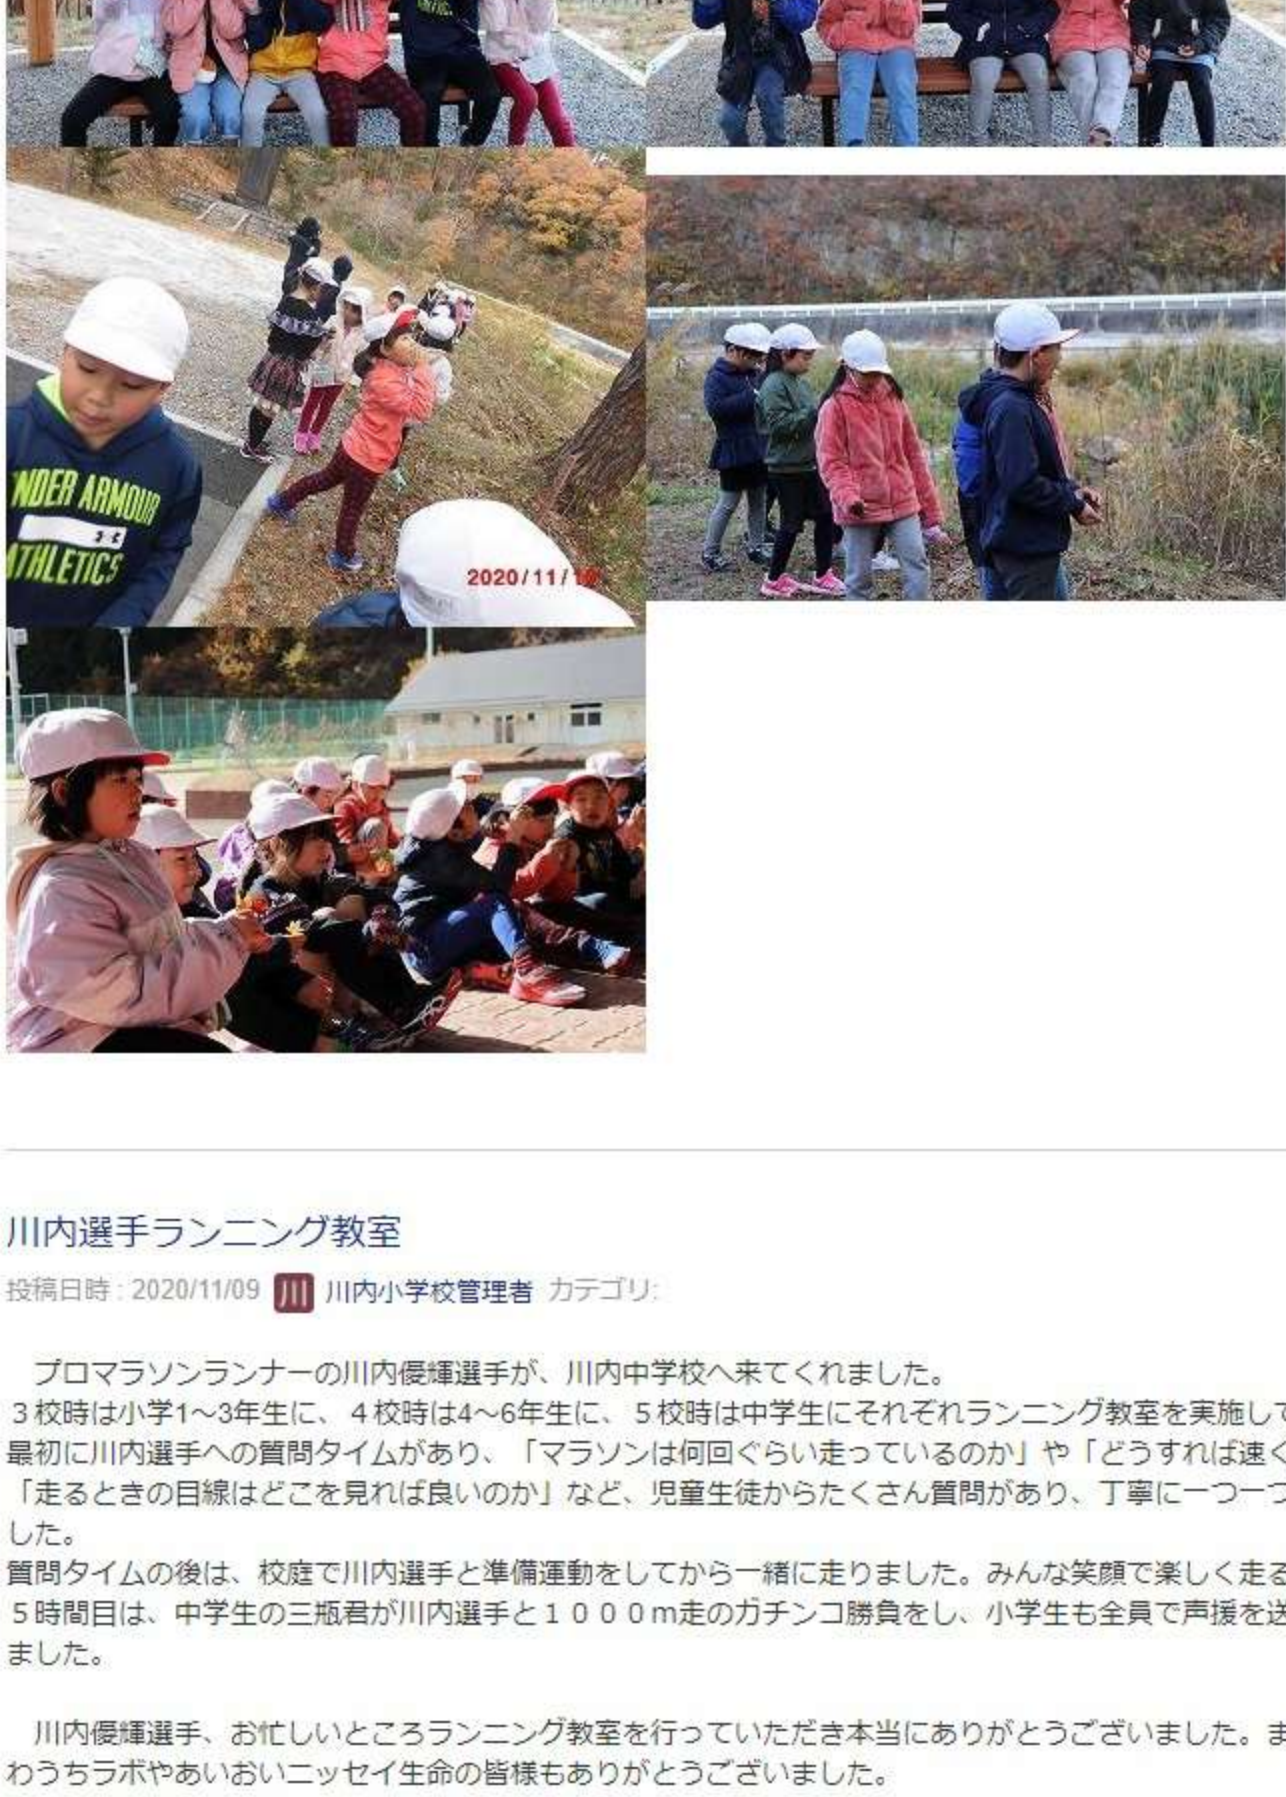 UNDER ARMOUR
ATHLETICS
2020/11/
川内選手ランニング教室
投稿日時 : 2020/11/09 川 川内小学校管理者 カテゴリ:
プロマラソンランナーの川内優輝選手が、川内中学校へ来てくれました。
３校時は小学1～3年生に、４校時は4～6年生に、５校時は中学生にそれぞれランニング教室を実施して
最初に川内選手への質問タイムがあり、「マラソンは何回ぐらい走っているのか」や「どうすれば速く
「走るときの目線はどこを見れば良いのか」など、児童生徒からたくさん質問があり、丁寧に一つ一つ
した。
質問タイムの後は、校庭で川内選手と準備運動をしてから一緒に走りました。みんな笑顔で楽しく走る
５時間目は、中学生の三瓶君が川内選手と１０００ｍ走のガチンコ勝負をし、小学生も全員で声援を送
ました。
川内優輝選手、お忙しいところランニング教室を行っていただき本当にありがとうございました。ま
わうちラボやあいおいニッセイ生命の皆様もありがとうございました。